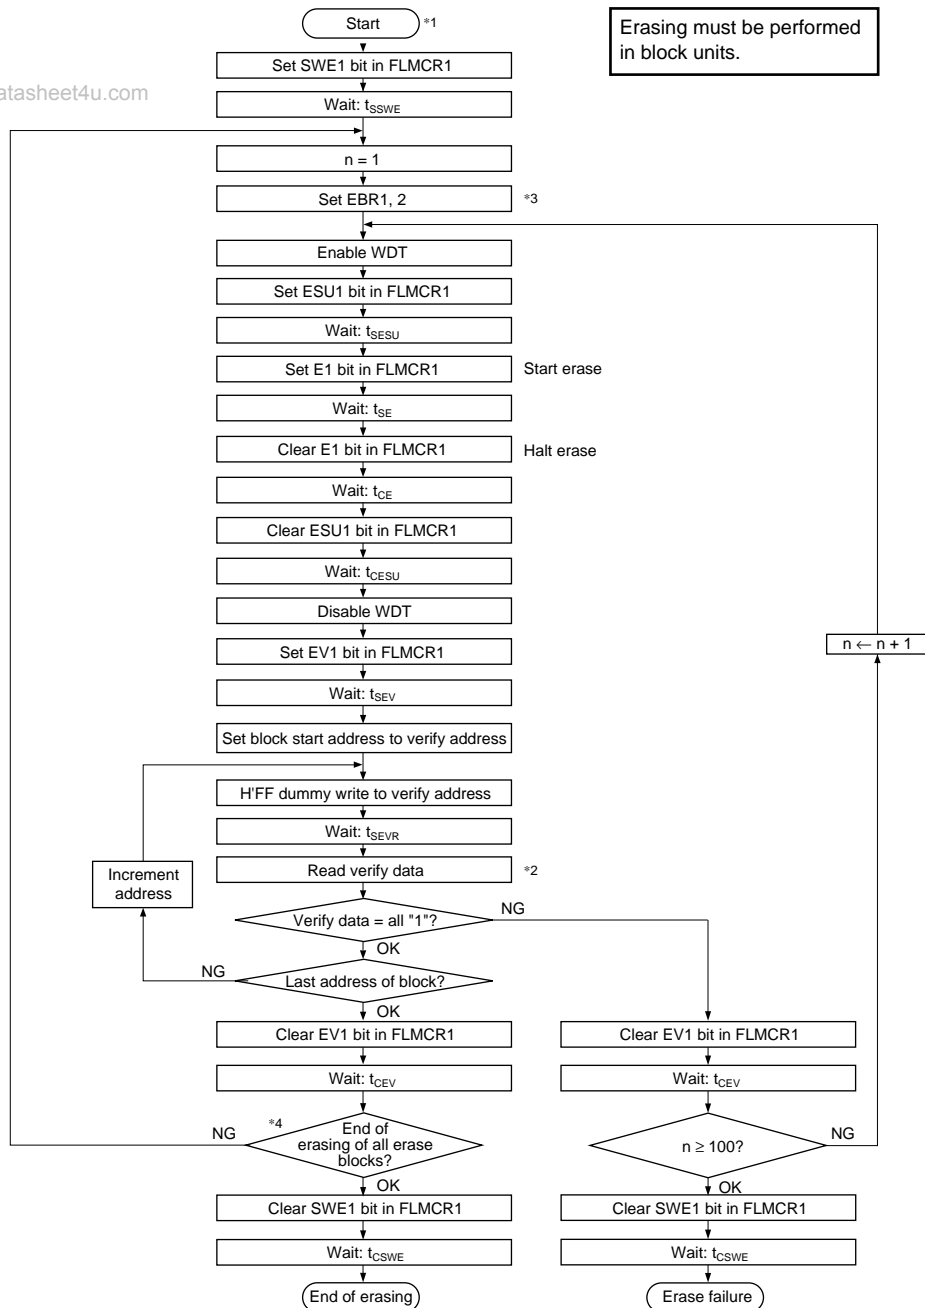 Start
*1
Erasing must be performed
in block units.
Set SWE1 bit in FLMCR1
atasheet4u.com
Wait: tSSWE
n = 1
Set EBR1, 2
*3
Enable WDT
Set ESU1 bit in FLMCR1
Wait: tSESU
Set E1 bit in FLMCR1
Start erase
Wait: tSE
Clear E1 bit in FLMCR1
Halt erase
Wait: tCE
Clear ESU1 bit in FLMCR1
Wait: tCESU
Disable WDT
n ← n + 1
Set EV1 bit in FLMCR1
Wait: tSEV
Set block start address to verify address
H'FF dummy write to verify address
Wait: tSEVR
Increment
address
Read verify data
*2
Verify data = all "1"?
NG
OK
NG
Last address of block?
OK
Clear EV1 bit in FLMCR1
Clear EV1 bit in FLMCR1
Wait: tCEV
Wait: tCEV
NG
*4
End of
erasing of all erase
blocks?
n ≥ 100?
NG
OK
OK
Clear SWE1 bit in FLMCR1
Clear SWE1 bit in FLMCR1
Wait: tCSWE
Wait: tCSWE
End of erasing
Erase failure